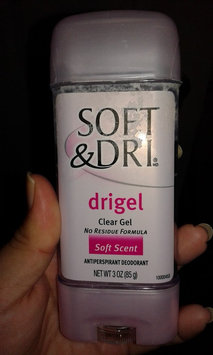 SOFT
&DRI
drigel
Clear Gel
No Residue Formula
Soft Scent
ANTIPERSPIRANT DEODORANT
NET WT 3 OZ (85 g)